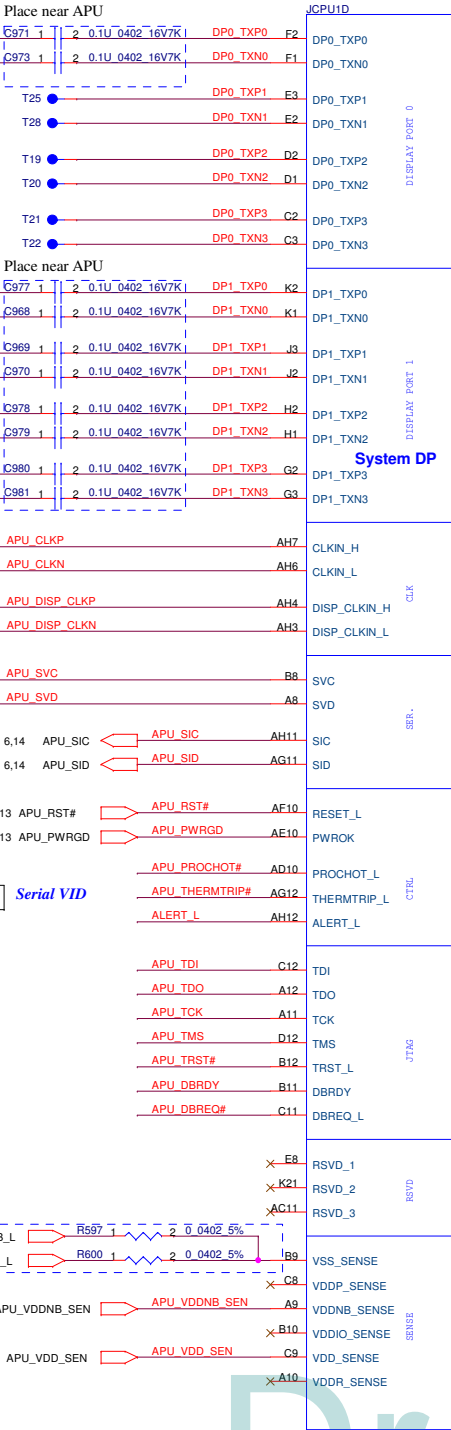 Place near APU
JCPU1D
C971 1 2 0.1U_0402_16V7K DP0_TXP0 F2 DP0_TXP0
C973 1 2 0.1U_0402_16V7K DP0_TXN0 F1 DP0_TXN0
T25 DP0_TXP1 E3 DP0_TXP1
T28 DP0_TXN1 E2 DP0_TXN1
T19 DP0_TXP2 D2 DP0_TXP2
T20 DP0_TXN2 D1 DP0_TXN2
T21 DP0_TXP3 C2 DP0_TXP3
T22 DP0_TXN3 C3 DP0_TXN3
DISPLAY PORT 0
Place near APU
C977 1 2 0.1U_0402_16V7K DP1_TXP0 K2 DP1_TXP0
C968 1 2 0.1U_0402_16V7K DP1_TXN0 K1 DP1_TXN0
C969 1 2 0.1U_0402_16V7K DP1_TXP1 J3 DP1_TXP1
C970 1 2 0.1U_0402_16V7K DP1_TXN1 J2 DP1_TXN1
C978 1 2 0.1U_0402_16V7K DP1_TXP2 H2 DP1_TXP2
C979 1 2 0.1U_0402_16V7K DP1_TXN2 H1 DP1_TXN2
DISPLAY PORT 1
System DP
C980 1 2 0.1U_0402_16V7K DP1_TXP3 G2 DP1_TXP3
C981 1 2 0.1U_0402_16V7K DP1_TXN3 G3 DP1_TXN3
APU_CLKP AH7 CLKIN_H
APU_CLKN AH6 CLKIN_L
APU_DISP_CLKP AH4 DISP_CLKIN_H
APU_DISP_CLKN AH3 DISP_CLKIN_L
CLK
APU_SVC B8 SVC
APU_SVD A8 SVD
6,14 APU_SIC APU_SIC AH11 SIC
6,14 APU_SID APU_SID AG11 SID
SER.
13 APU_RST# APU_RST# AF10 RESET_L
13 APU_PWRGD APU_PWRGD AE10 PWROK
APU_PROCHOT# AD10 PROCHOT_L
Serial VID
APU_THERMTRIP# AG12 THERMTRIP_L
ALERT_L AH12 ALERT_L
CTRL
APU_TDI C12 TDI
APU_TDO A12 TDO
APU_TCK A11 TCK
APU_TMS D12 TMS
APU_TRST# B12 TRST_L
APU_DBRDY B11 DBRDY
APU_DBREQ# C11 DBREQ_L
JTAG
E8 RSVD_1
K21 RSVD_2
AC11 RSVD_3
RSVD
B_L R597 1 2 0_0402_5%
_L R600 1 2 0_0402_5% B9 VSS_SENSE
C8 VDDP_SENSE
APU_VDDNB_SEN APU_VDDNB_SEN A9 VDDNB_SENSE
B10 VDDIO_SENSE
APU_VDD_SEN APU_VDD_SEN C9 VDD_SENSE
A10 VDDR_SENSE
SENSE